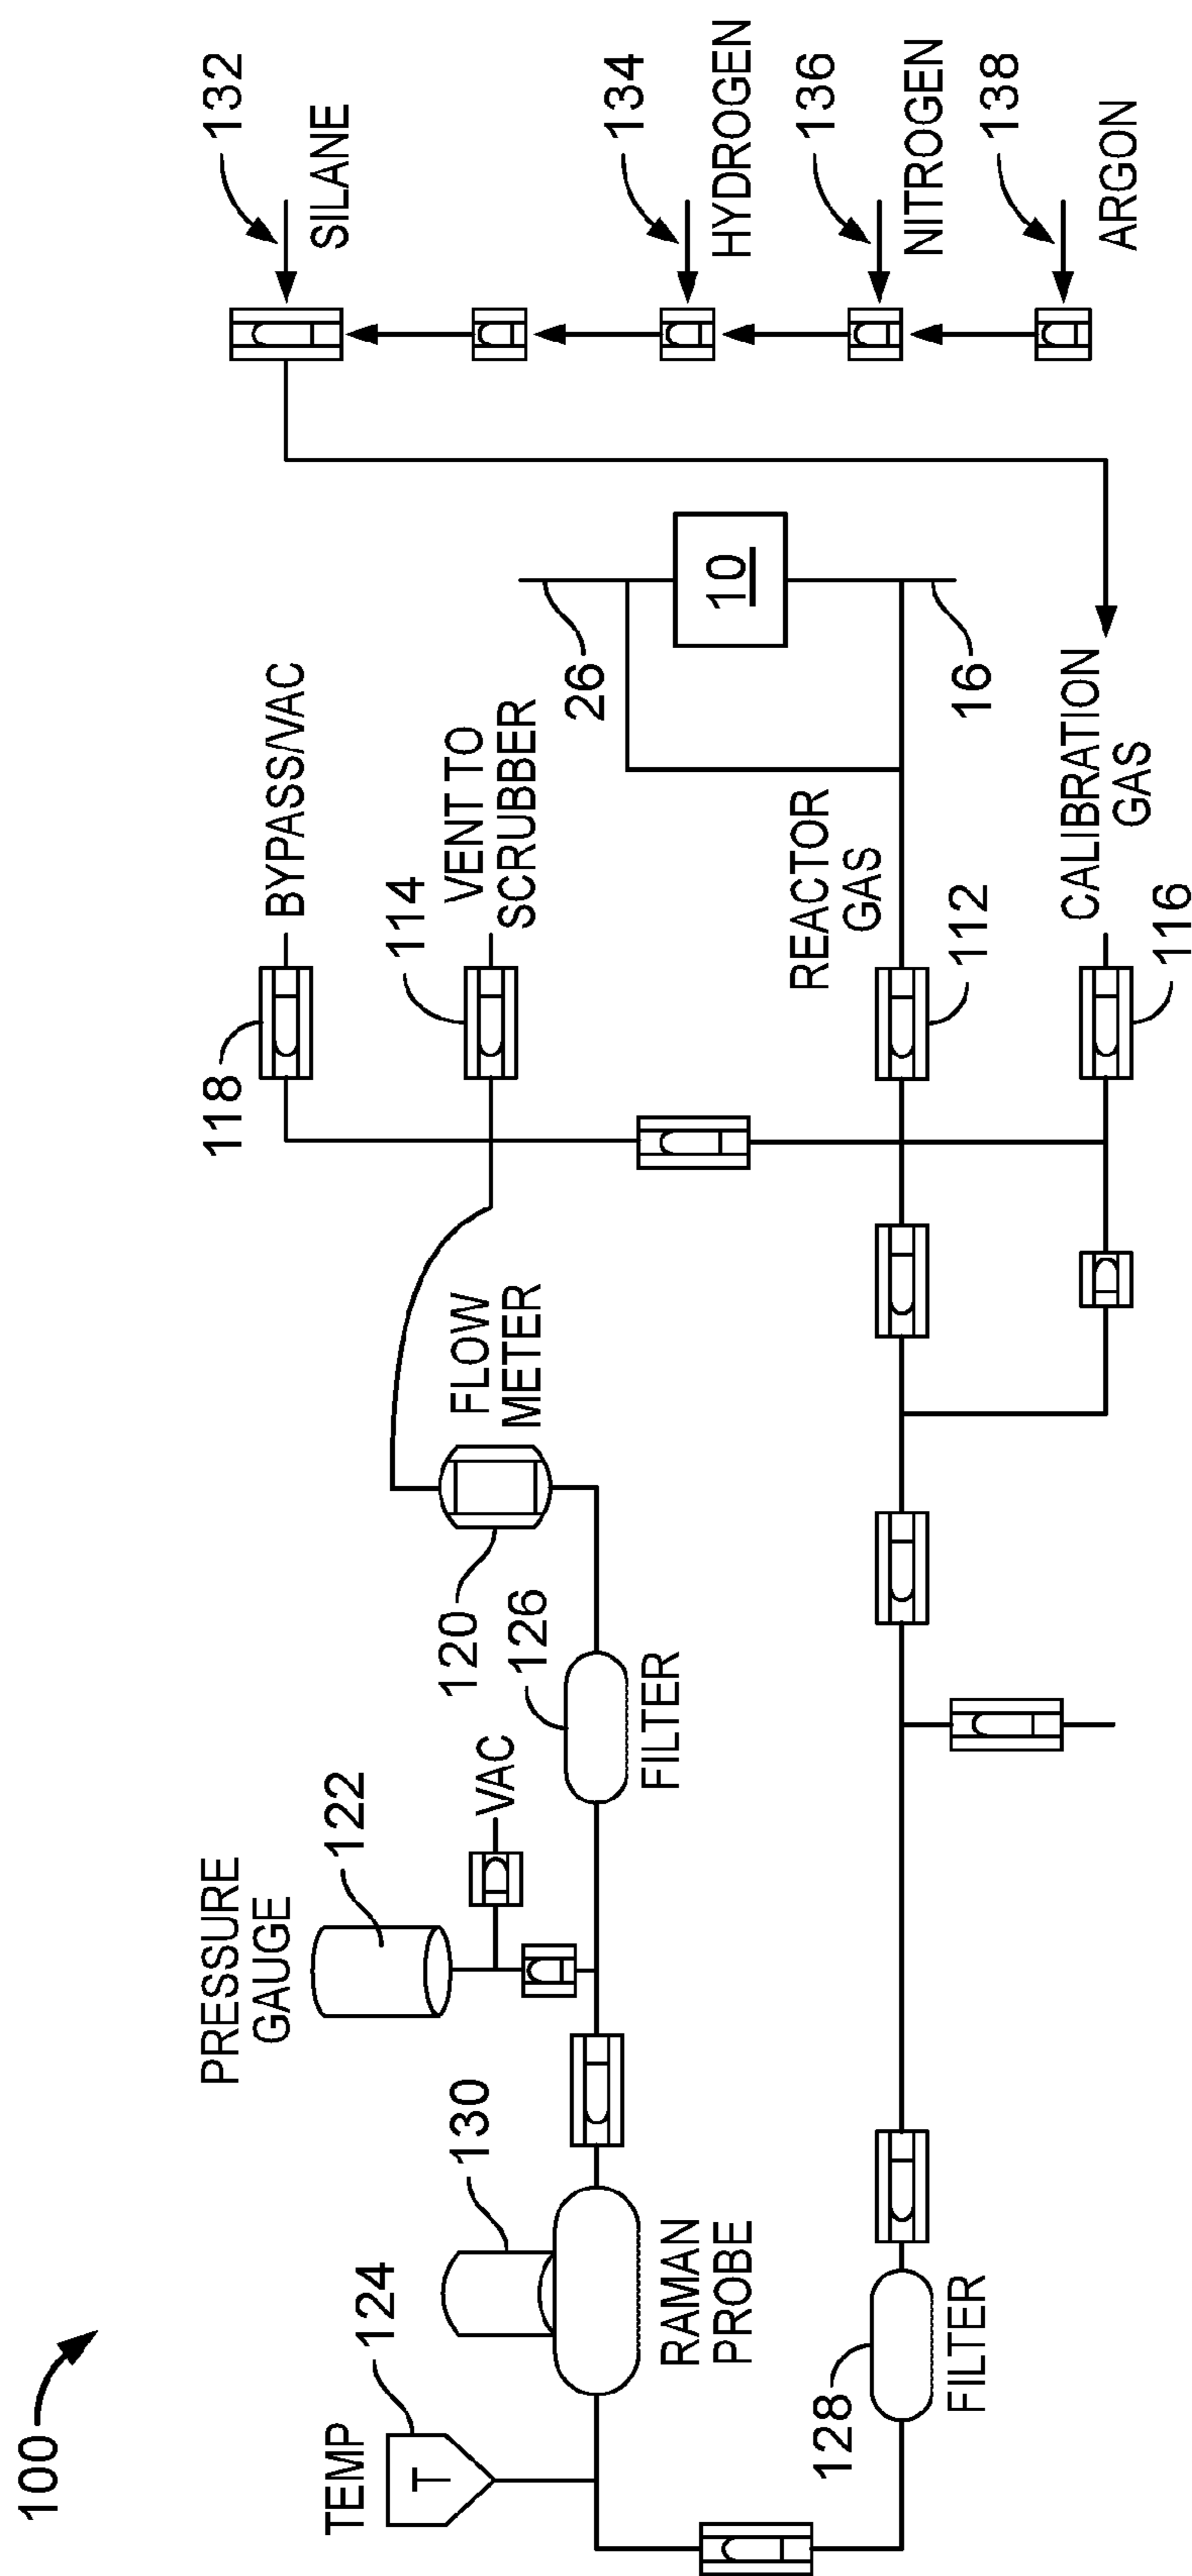 100
TEMP
124
T
130
RAMAN
PROBE
PRESSURE
GAUGE
122
VAC
126
FILTER
120
FLOW
METER
118
BYPASS/VAC
114
VENT TO
SCRUBBER
26
10
16
REACTOR
GAS
112
CALIBRATION
GAS
116
128
FILTER
132
SILANE
134
HYDROGEN
136
NITROGEN
138
ARGON